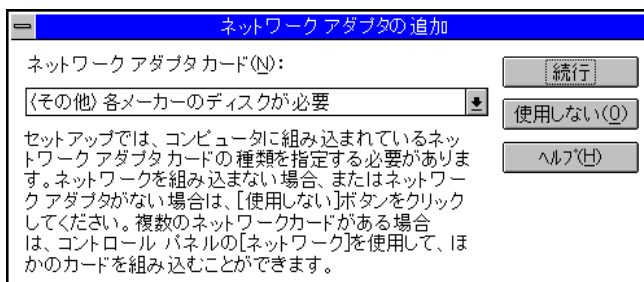 ネットワーク アダプタの追加
ネットワーク アダプタ カード(N):
続行
〈その他〉 各メーカーのディスクが必要
使用しない(O)
セットアップでは、コンピュータに組み込まれているネッ
トワーク アダプタ カードの種類を指定する必要がありま
ヘルプ(H)
す。ネットワークを組み込まない場合、またはネットワー
ク アダプタがない場合は、[使用しない]ボタンをクリック
してください。複数のネットワークカードがある場合
は、コントロール パネルの[ネットワーク]を使用して、ほ
かのカードを組み込むことができます。